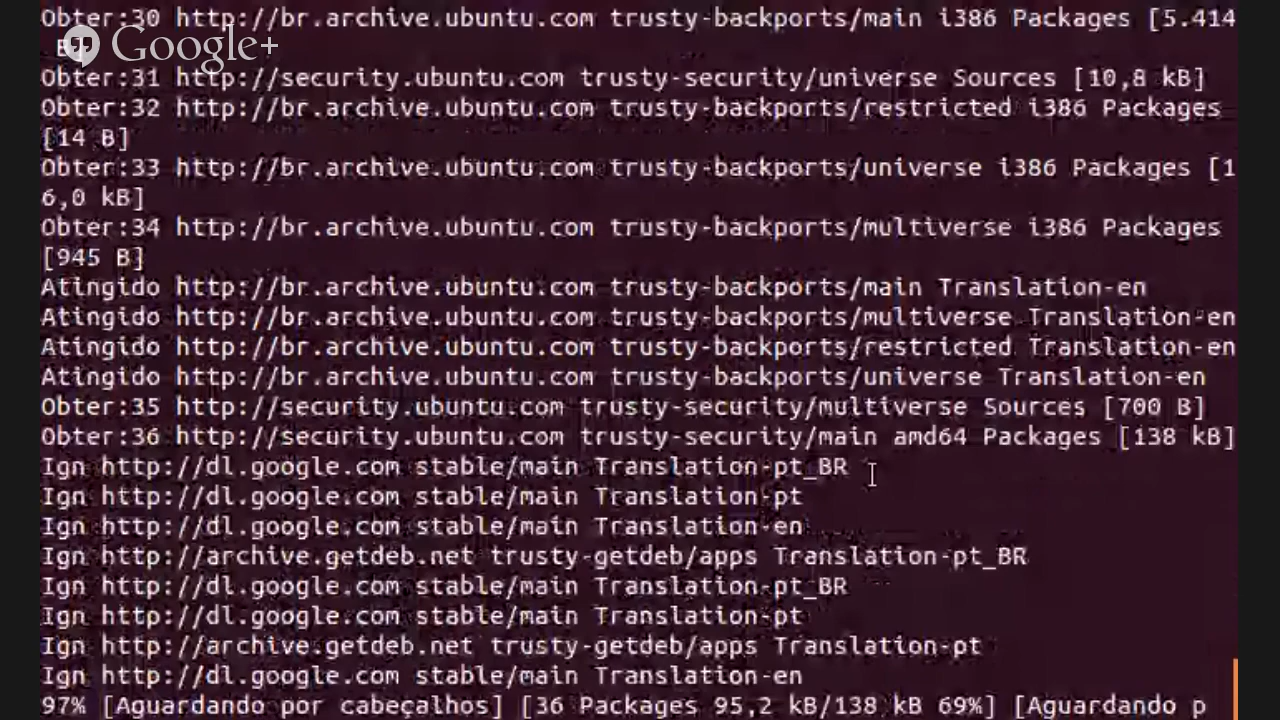 Obter:30 http://br.archive.ubuntu.com trusty-backports/main i386 Packages [5.414
B]
Google+
Obter:31 http://security.ubuntu.com trusty-security/universe Sources [10,8 kB]
Obter:32 http://br.archive.ubuntu.com trusty-backports/restricted i386 Packages
[14 B]
Obter:33 http://br.archive.ubuntu.com trusty-backports/universe i386 Packages [1
6,0 kB]
Obter:34 http://br.archive.ubuntu.com trusty-backports/multiverse i386 Packages
[945 B]
Atingido http://br.archive.ubuntu.com trusty-backports/main Translation-en
Atingido http://br.archive.ubuntu.com trusty-backports/multiverse Translation-en
Atingido http://br.archive.ubuntu.com trusty-backports/restricted Translation-en
Atingido http://br.archive.ubuntu.com trusty-backports/universe Translation-en
Obter:35 http://security.ubuntu.com trusty-security/multiverse Sources [700 B]
Obter:36 http://security.ubuntu.com trusty-security/main amd64 Packages [138 kB]
Ign http://dl.google.com stable/main Translation-pt_BR
Ign http://dl.google.com stable/main Translation-pt
Ign http://dl.google.com stable/main Translation-en
Ign http://archive.getdeb.net trusty-getdeb/apps Translation-pt_BR
Ign http://dl.google.com stable/main Translation-pt_BR
Ign http://dl.google.com stable/main Translation-pt
Ign http://archive.getdeb.net trusty-getdeb/apps Translation-pt
Ign http://dl.google.com stable/main Translation-en
97% [Aguardando por cabeçalhos] [36 Packages 95,2 kB/138 kB 69%] [Aguardando p